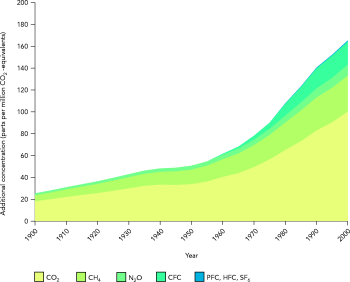 Additional concentration (parts per million CO₂ -equivalents)
200
180
160
140
120
100
80
60
40
20
0
1900 1910 1920 1930 1940 1950 1960 1970 1980 1990 2000
Year
CO₂ CH₄ N₂O CFC PFC, HFC, SF₆